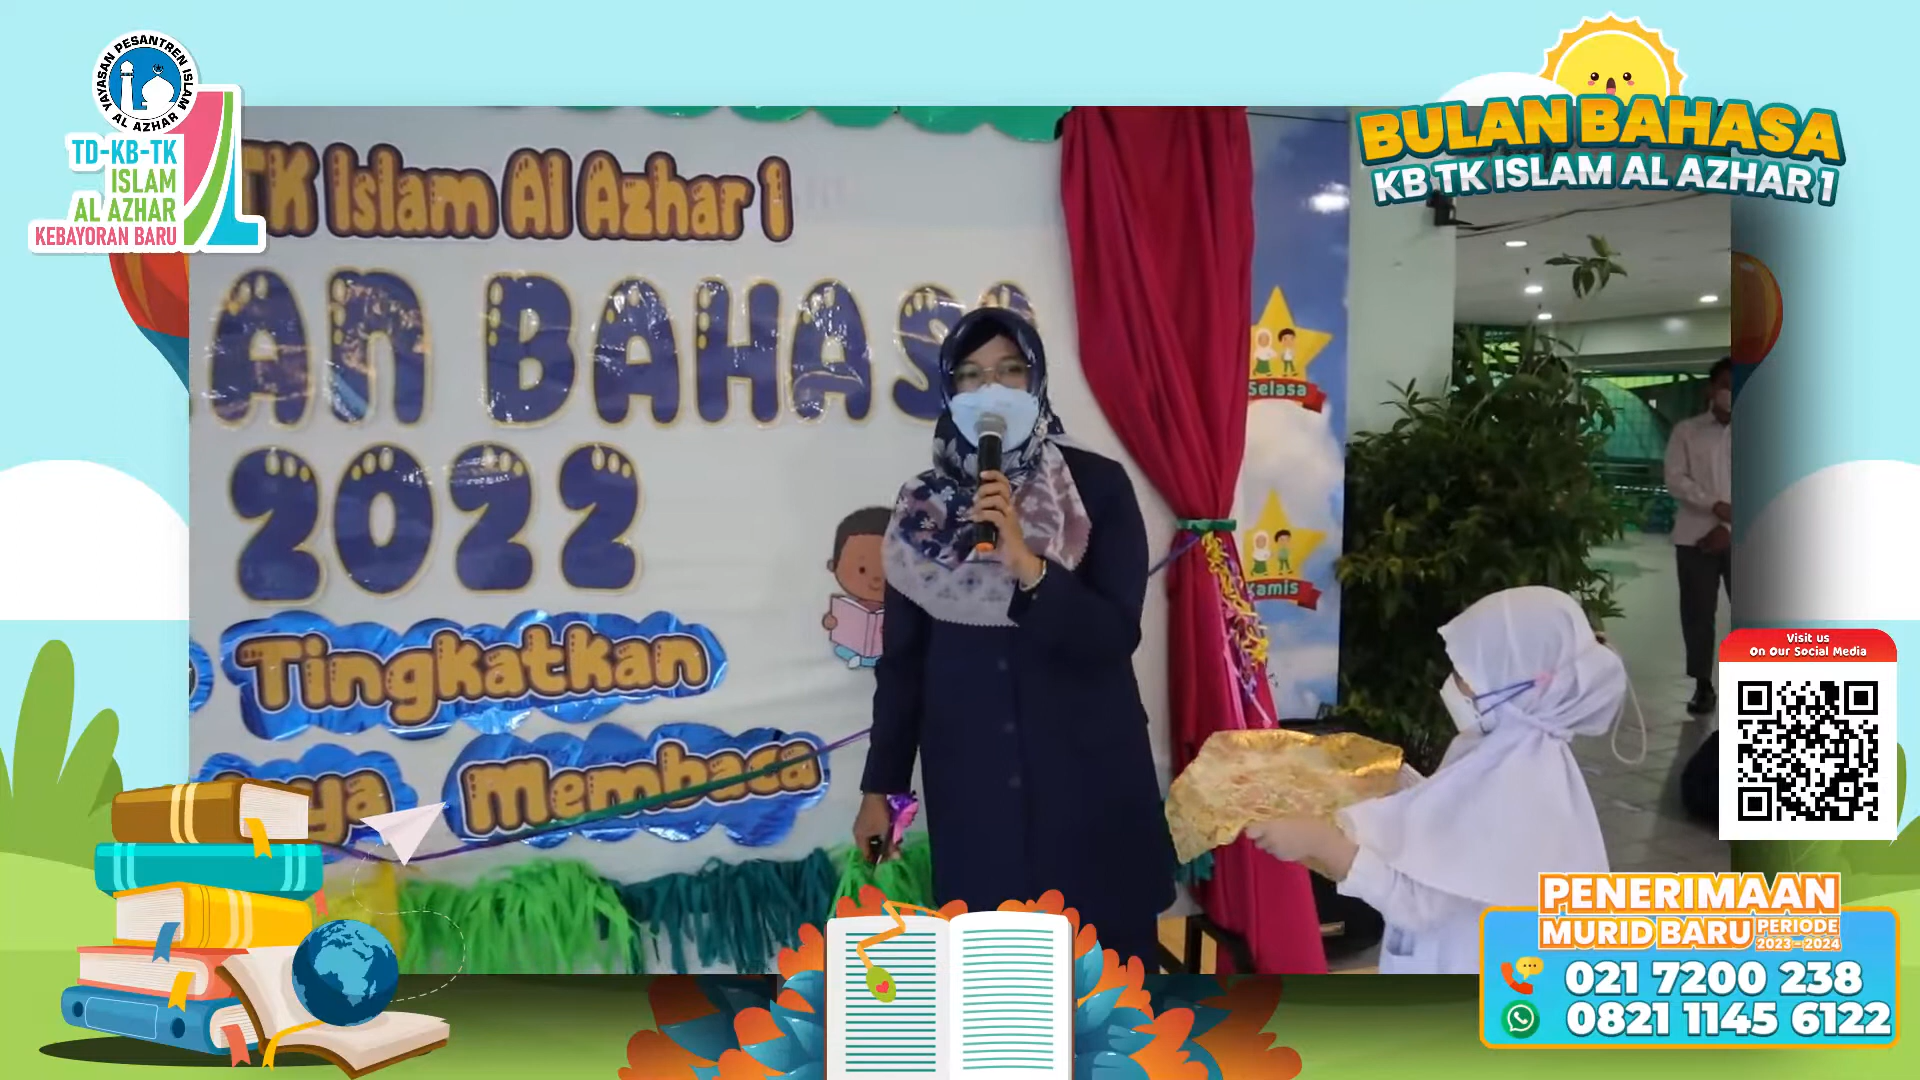 YAYASAN PESANTREN ISLAM
AL AZHAR
TD-KB-TK
ISLAM
AL AZHAR
KEBAYORAN BARU
BULAN BAHASA
KB TK ISLAM AL AZHAR 1
TK Islam Al Azhar 1
AN BAHASA
2022
Tingkatkan
Membaca
Selasa
Kamis
Visit us
On Our Social Media
PENERIMAAN
MURID BARU PERIODE
2023 - 2024
021 7200 238
0821 1145 6122